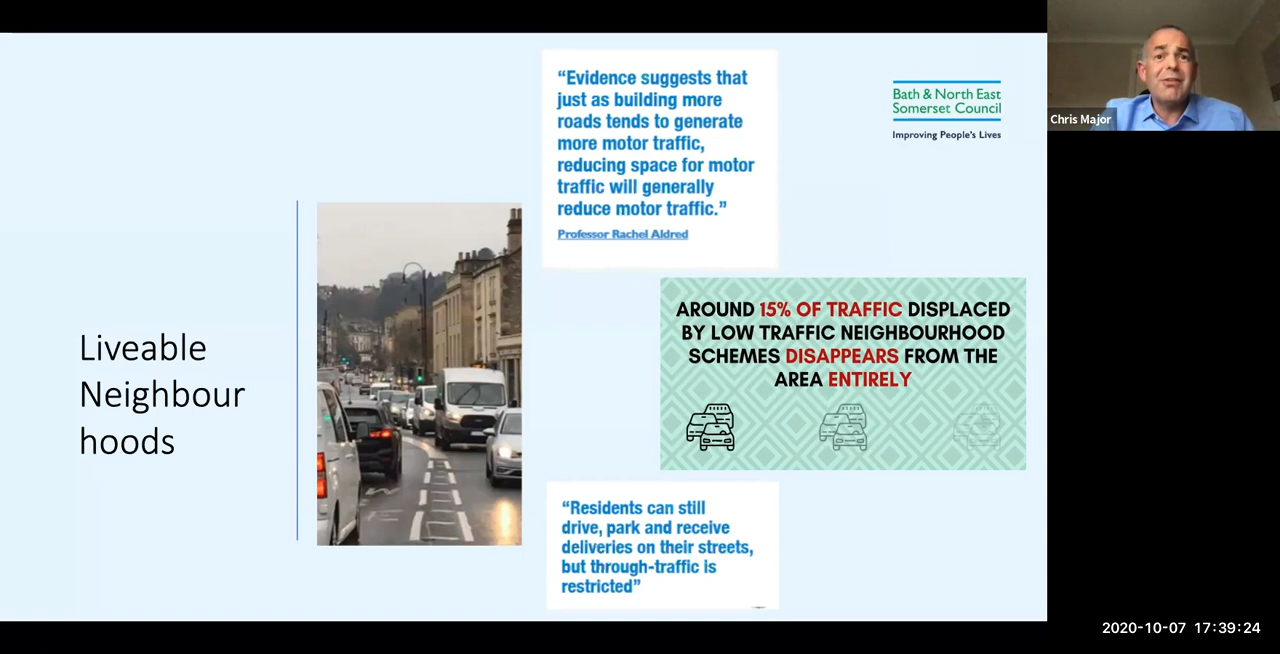 Liveable
Neighbour
hoods
“Evidence suggests that
just as building more
roads tends to generate
more motor traffic,
reducing space for motor
traffic will generally
reduce motor traffic.”
Professor Rachel Aldred
Bath & North East
Somerset Council
Improving People's Lives
AROUND 15% OF TRAFFIC DISPLACED
BY LOW TRAFFIC NEIGHBOURHOOD
SCHEMES DISAPPEARS FROM THE
AREA ENTIRELY
“Residents can still
drive, park and receive
deliveries on their streets,
but through-traffic is
restricted”
Chris Major
2020-10-07 17:39:24